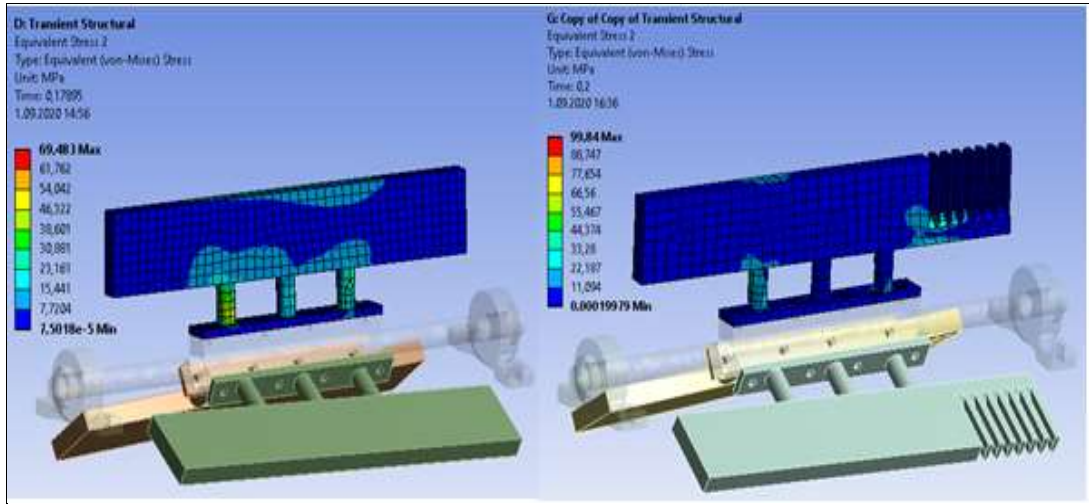 D: Transient Structural
Equivalent Stress 2
Type: Equivalent (von-Mises) Stress
Unit: MPa
Time: 0,17895
1.09.2020 14:56
69,483 Max
61,762
54,042
46,322
38,601
30,881
23,161
15,441
7,7204
7,5018e-5 Min
G: Copy of Copy of Transient Structural
Equivalent Stress 2
Type: Equivalent (von-Mises) Stress
Unit: MPa
Time: 0,2
1.09.2020 16:36
99,84 Max
88,747
77,654
66,56
55,467
44,374
33,28
22,187
11,094
0,00019979 Min